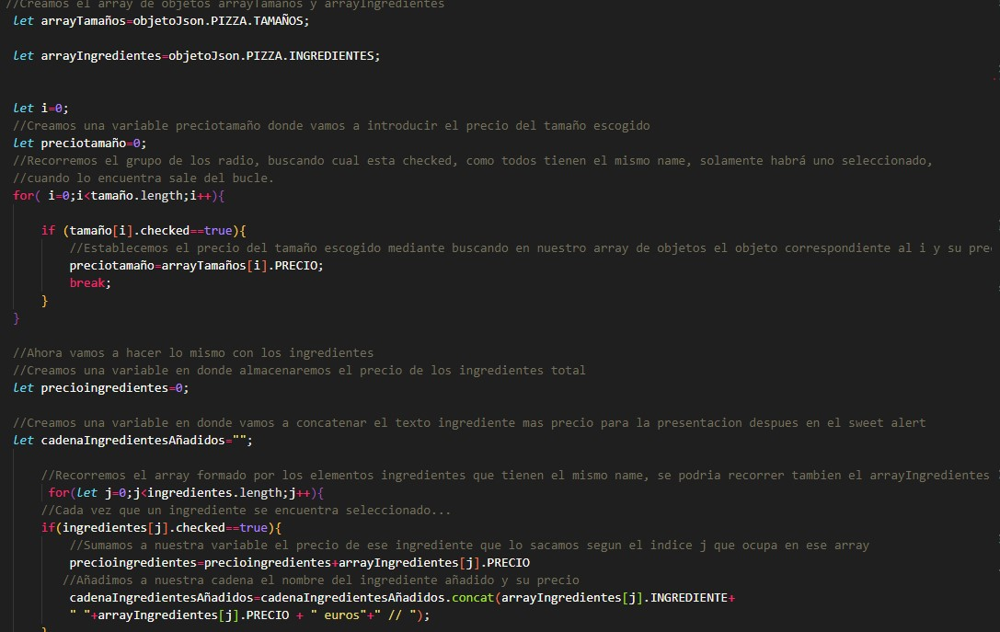 //Creamos el array de objetos arrayTamaños y arrayIngredientes
let arrayTamaños=objetoJson.PIZZA.TAMAÑOS;
let arrayIngredientes=objetoJson.PIZZA.INGREDIENTES;
let i=0;
//Creamos una variable preciotamaño donde vamos a introducir el precio del tamaño escogido
let preciotamaño=0;
//Recorremos el grupo de los radio, buscando cual esta checked, como todos tienen el mismo name, solamente habrá uno seleccionado,
//cuando lo encuentra sale del bucle.
for( i=0;i<tamaño.length;i++){
if (tamaño[i].checked==true){
//Establecemos el precio del tamaño escogido mediante buscando en nuestro array de objetos el objeto correspondiente al i y su pre
preciotamaño=arrayTamaños[i].PRECIO;
break;
}
}
//Ahora vamos a hacer lo mismo con los ingredientes
//Creamos una variable en donde almacenaremos el precio de los ingredientes total
let precioingredientes=0;
//Creamos una variable en donde vamos a concatenar el texto ingrediente mas precio para la presentacion despues en el sweet alert
let cadenaIngredientesAñadidos="";
//Recorremos el array formado por los elementos ingredientes que tienen el mismo name, se podria recorrer tambien el arrayIngredientes
for(let j=0;j<ingredientes.length;j++){
//Cada vez que un ingrediente se encuentra seleccionado...
if(ingredientes[j].checked==true){
//Sumamos a nuestra variable el precio de ese ingrediente que lo sacamos segun el indice j que ocupa en ese array
precioingredientes=precioingredientes+arrayIngredientes[j].PRECIO
//Añadimos a nuestra cadena el nombre del ingrediente añadido y su precio
cadenaIngredientesAñadidos=cadenaIngredientesAñadidos.concat(arrayIngredientes[j].INGREDIENTE+
" "+arrayIngredientes[j].PRECIO + " euros"+" // ");
}